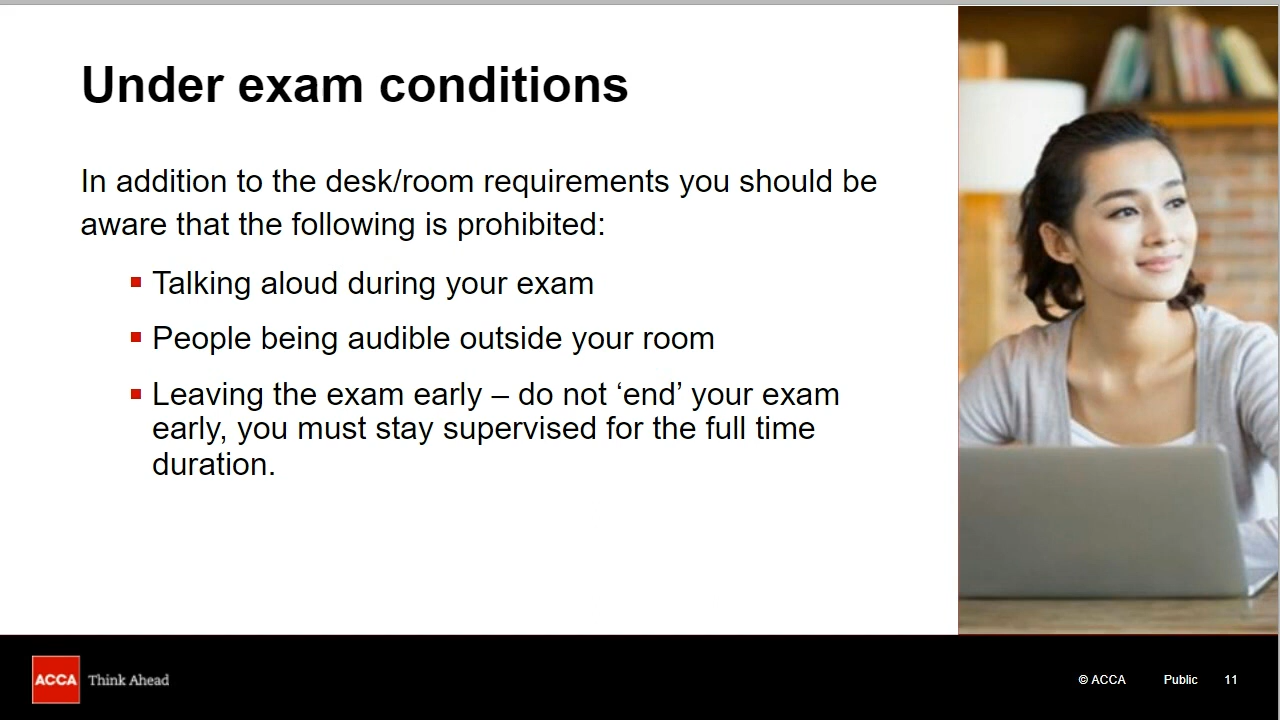 Under exam conditions
In addition to the desk/room requirements you should be
aware that the following is prohibited:
Talking aloud during your exam
People being audible outside your room
Leaving the exam early – do not ‘end’ your exam
early, you must stay supervised for the full time
duration.
ACCA Think Ahead
© ACCA Public 11